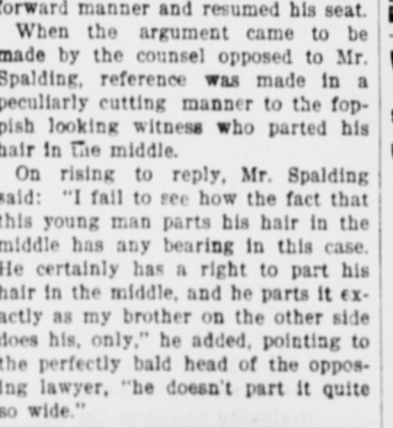 forward manner and resumed his seat.
When the argument came to be
made by the counsel opposed to Mr.
Spalding, reference was made in a
peculiarly cutting manner to the fop-
pish looking witness who parted his
hair in the middle.
On rising to reply, Mr. Spalding
said: "I fail to see how the fact that
this young man parts his hair in the
middle has any bearing in this case.
He certainly has a right to part his
hair in the middle, and he parts it ex-
actly as my brother on the other side
does his, only," he added, pointing to
the perfectly bald head of the oppos-
ing lawyer, "he doesn't part it quite
so wide."